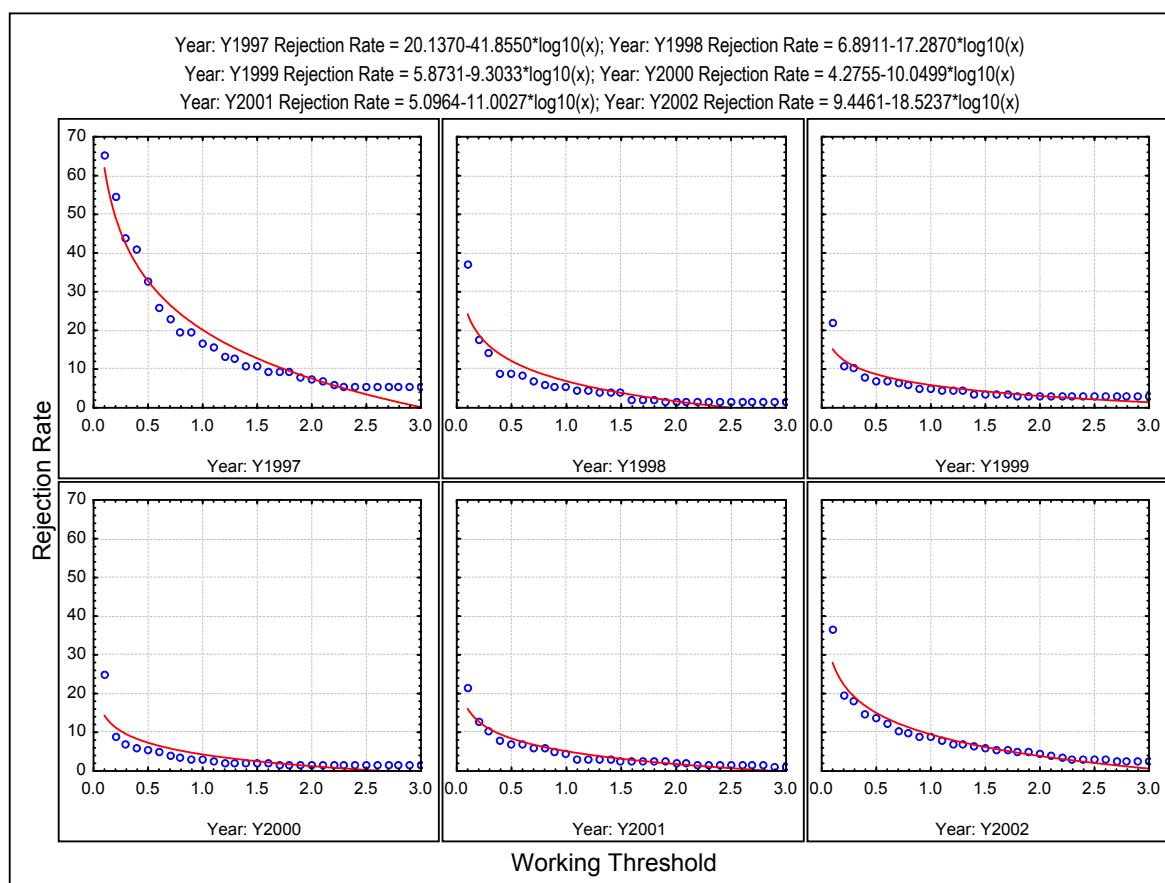 Year: Y1997 Rejection Rate = 20.1370-41.8550*log10(x); Year: Y1998 Rejection Rate = 6.8911-17.2870*log10(x)
Year: Y1999 Rejection Rate = 5.8731-9.3033*log10(x); Year: Y2000 Rejection Rate = 4.2755-10.0499*log10(x)
Year: Y2001 Rejection Rate = 5.0964-11.0027*log10(x); Year: Y2002 Rejection Rate = 9.4461-18.5237*log10(x)
Rejection Rate
70
60
50
40
30
20
10
0
0.0 0.5 1.0 1.5 2.0 2.5 3.0 0.0 0.5 1.0 1.5 2.0 2.5 3.0 0.0 0.5 1.0 1.5 2.0 2.5 3.0
Year: Y1997 Year: Y1998 Year: Y1999
70
60
50
40
30
20
10
0
0.0 0.5 1.0 1.5 2.0 2.5 3.0 0.0 0.5 1.0 1.5 2.0 2.5 3.0 0.0 0.5 1.0 1.5 2.0 2.5 3.0
Year: Y2000 Year: Y2001 Year: Y2002
Working Threshold